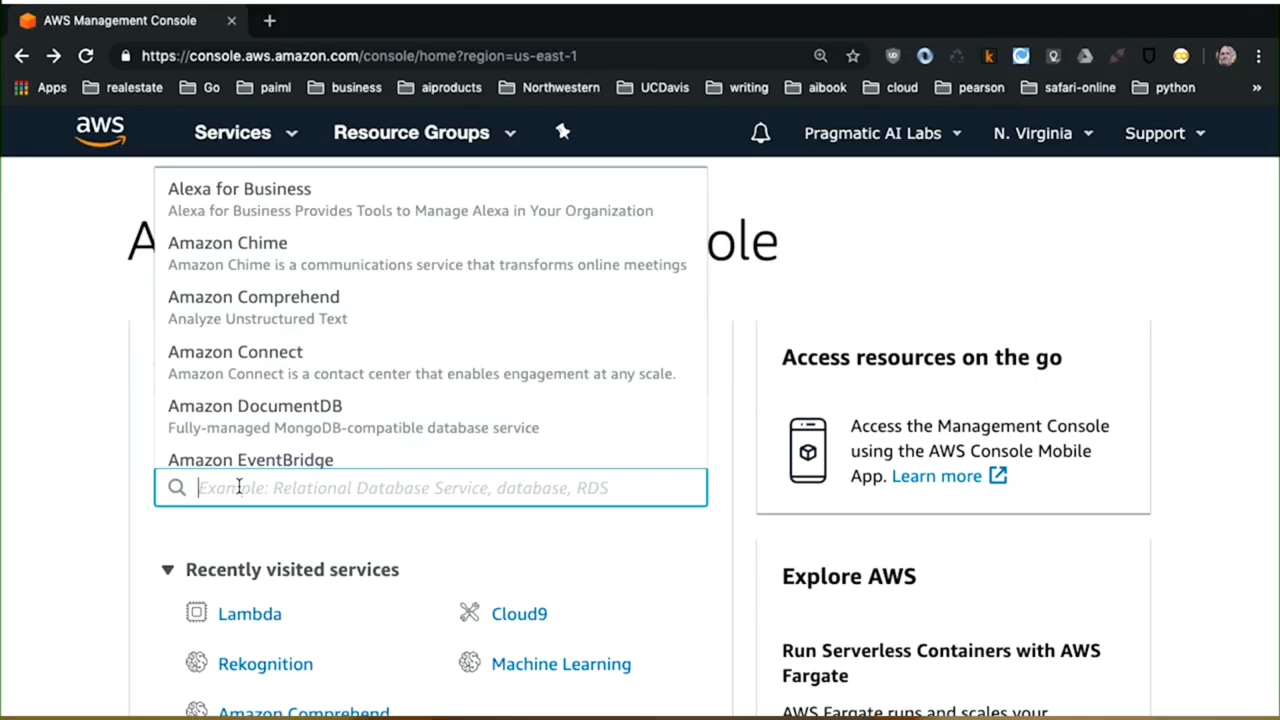 AWS Management Console
https://console.aws.amazon.com/console/home?region=us-east-1
Apps realestate Go paiml business aiproducts Northwestern UCDavis writing aibook cloud pearson safari-online python »
aws Services Resource Groups Pragmatic AI Labs N. Virginia Support
A ole
Alexa for Business
Alexa for Business Provides Tools to Manage Alexa in Your Organization
Amazon Chime
Amazon Chime is a communications service that transforms online meetings
Amazon Comprehend
Analyze Unstructured Text
Amazon Connect
Amazon Connect is a contact center that enables engagement at any scale.
Amazon DocumentDB
Fully-managed MongoDB-compatible database service
Amazon EventBridge
Example: Relational Database Service, database, RDS
Recently visited services
Lambda Cloud9
Rekognition Machine Learning
Amazon Comprehend
Access resources on the go
Access the Management Console
using the AWS Console Mobile
App. Learn more
Explore AWS
Run Serverless Containers with AWS
Fargate
AWS Fargate runs and scales your